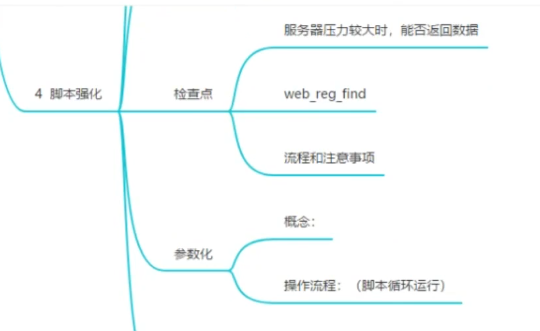 服务器压力较大时，能否返回数据
4 脚本强化
检查点
web_reg_find
流程和注意事项
概念：
参数化
操作流程：（脚本循环运行）